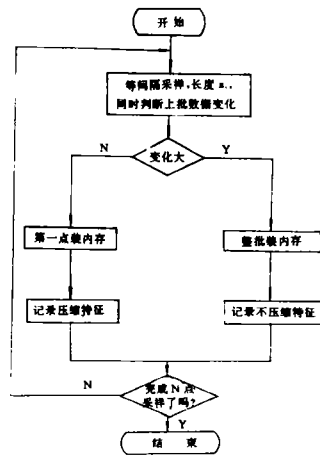 开 始
等间隔采样,长度 s.,
同时判断上批数据变化
N
变化大
Y
第一点装内存
整批装内存
记录压缩特征
记录不压缩特征
N
完成 N 点
采样了吗?
Y
结 束